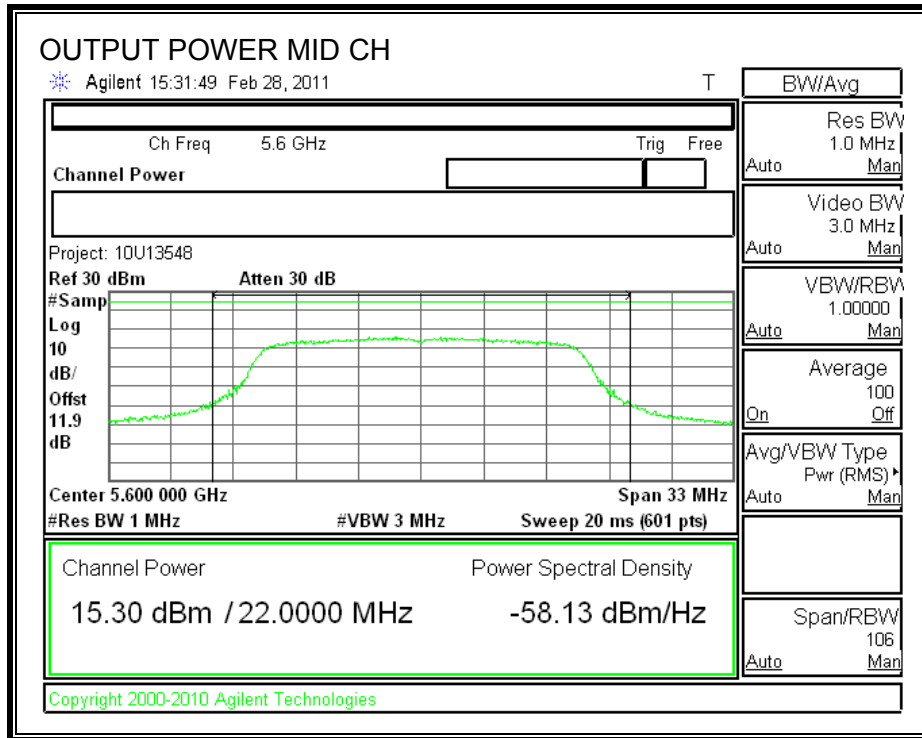 OUTPUT POWER MID CH
Agilent 15:31:49 Feb 28, 2011 T
BW/Avg
Ch Freq 5.6 GHz Trig Free
Channel Power
Project: 10U13548
Ref 30 dBm Atten 30 dB
#Samp
Log
10
dB/
Offst
11.9
dB
Center 5.600 000 GHz Span 33 MHz
#Res BW 1 MHz #VBW 3 MHz Sweep 20 ms (601 pts)
Channel Power Power Spectral Density
15.30 dBm / 22.0000 MHz -58.13 dBm/Hz
Copyright 2000-2010 Agilent Technologies
Res BW
1.0 MHz
Auto Man
Video BW
3.0 MHz
Auto Man
VBW/RBW
1.00000
Auto Man
Average
100
On Off
Avg/VBW Type
Pwr (RMS)
Auto Man
Span/RBW
106
Auto Man